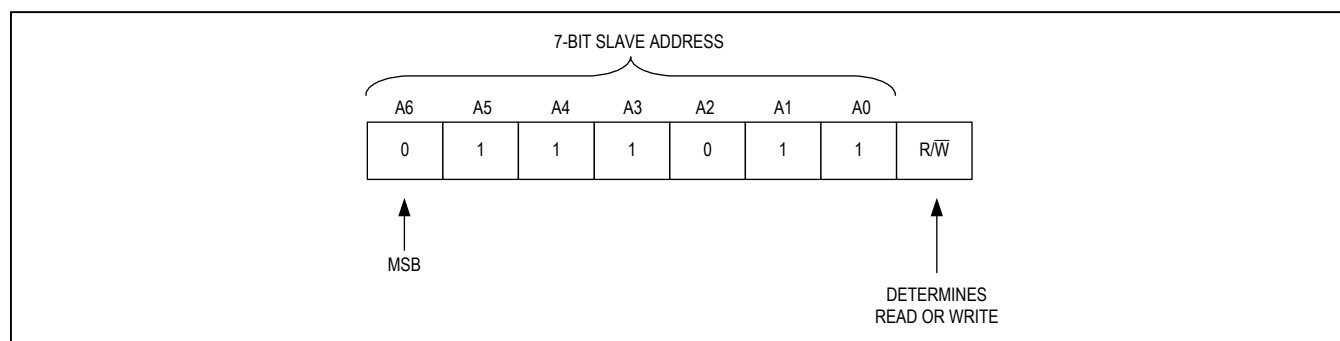 7-BIT SLAVE ADDRESS
A6 A5 A4 A3 A2 A1 A0
0 1 1 1 0 1 1 R/W̅
MSB
DETERMINES
READ OR WRITE